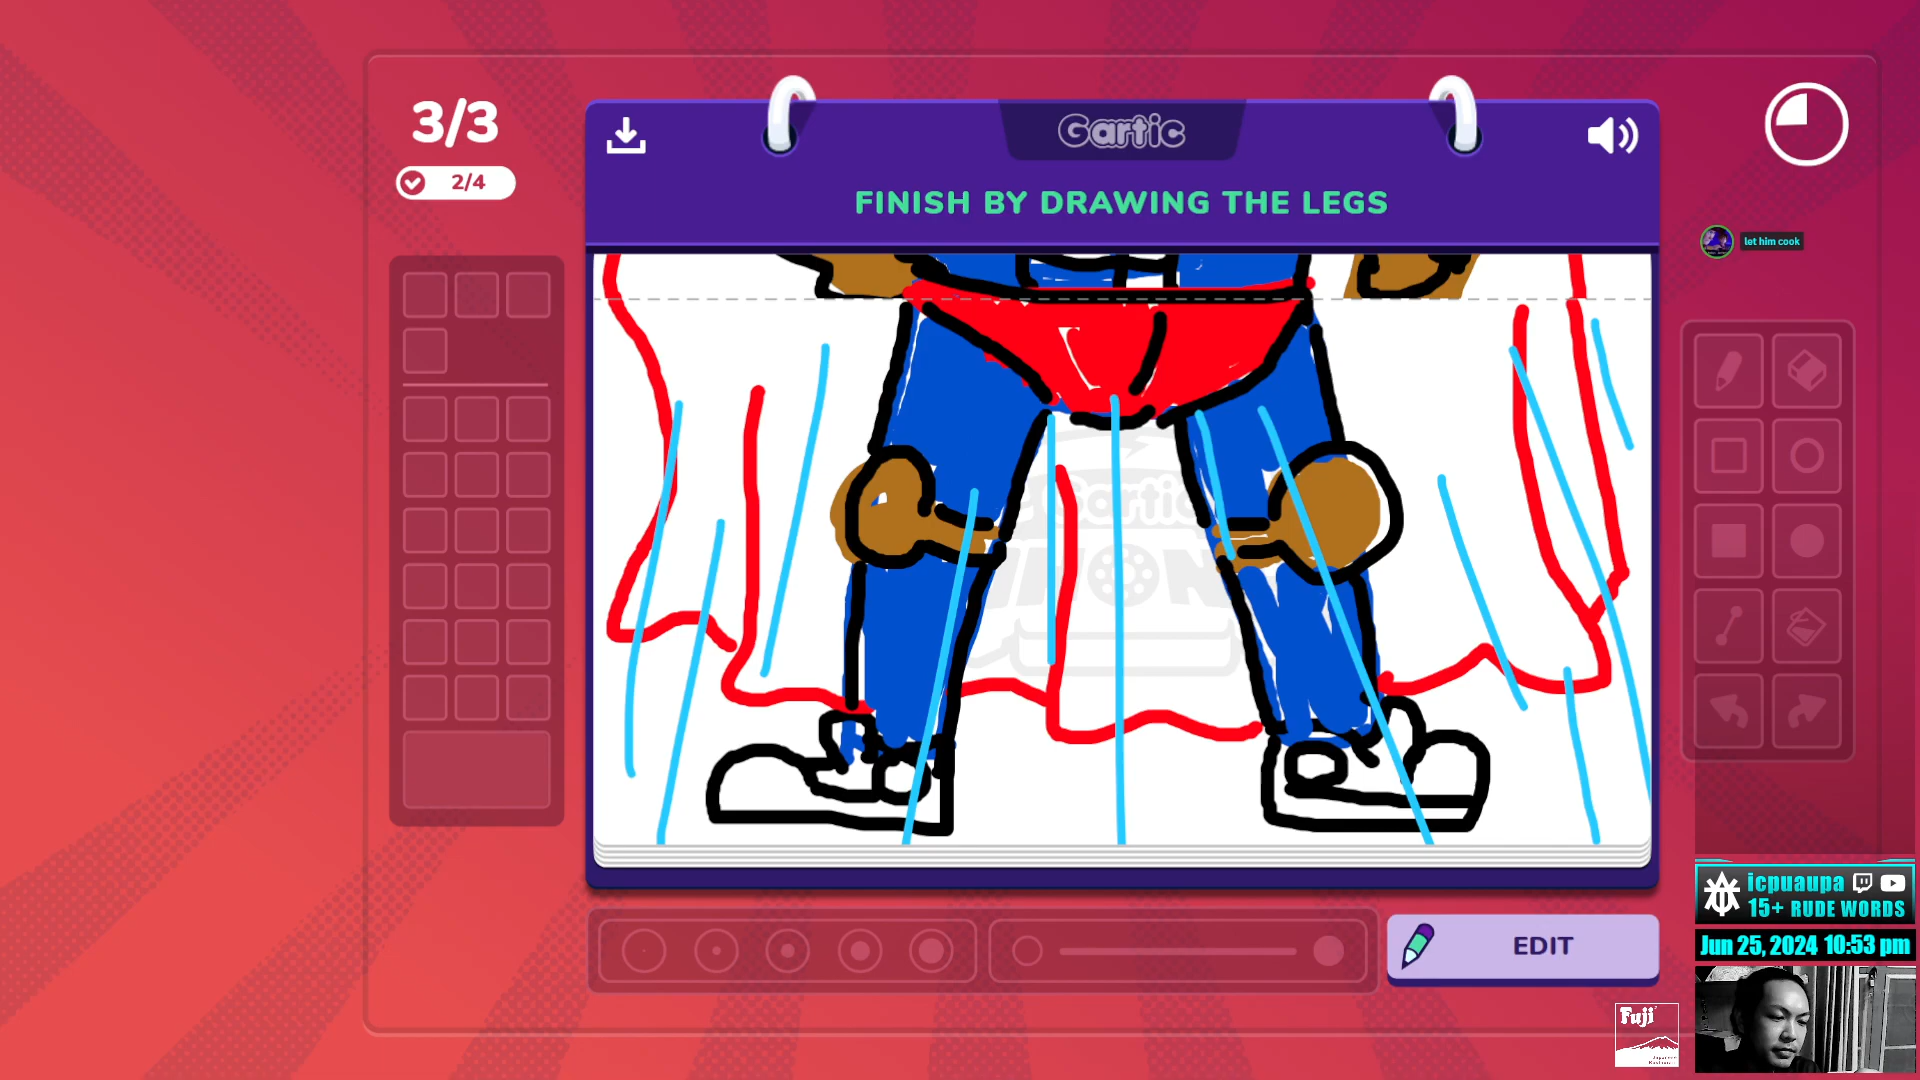 3/3
2/4
Gartic
FINISH BY DRAWING THE LEGS
let him cook
Gartic
EDIT
icpuaupa
15+ RUDE WORDS
Jun 25, 2024 10:53 pm
Fuji